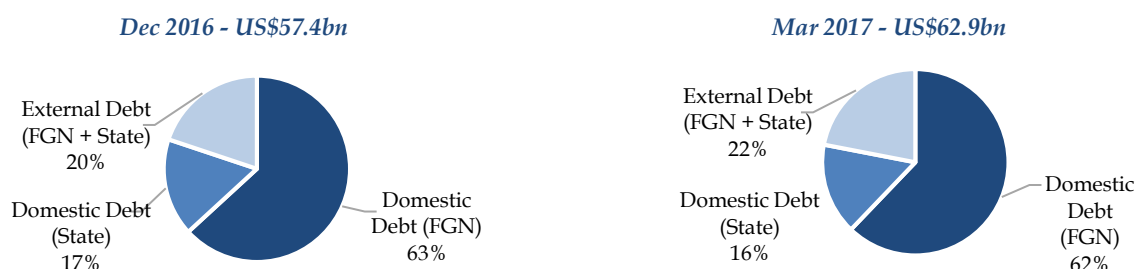 Dec 2016 - US$57.4bn
External Debt
(FGN + State)
20%
Domestic Debt
(State)
17%
Domestic
Debt (FGN)
63%
Mar 2017 - US$62.9bn
External Debt
(FGN + State)
22%
Domestic Debt
(State)
16%
Domestic
Debt
(FGN)
62%